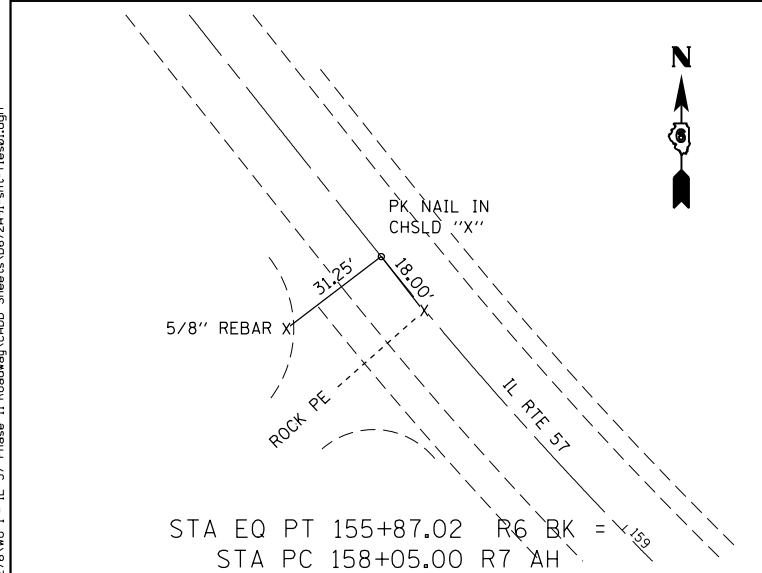 N
6
PK NAIL IN
CHSLD "X"
31.25'
18.00'
5/8" REBAR X
X
ROCK PE
IL RTE 57
159
STA EQ PT 155+87.02 R6 BK =
STA PC 158+05.00 R7 AH